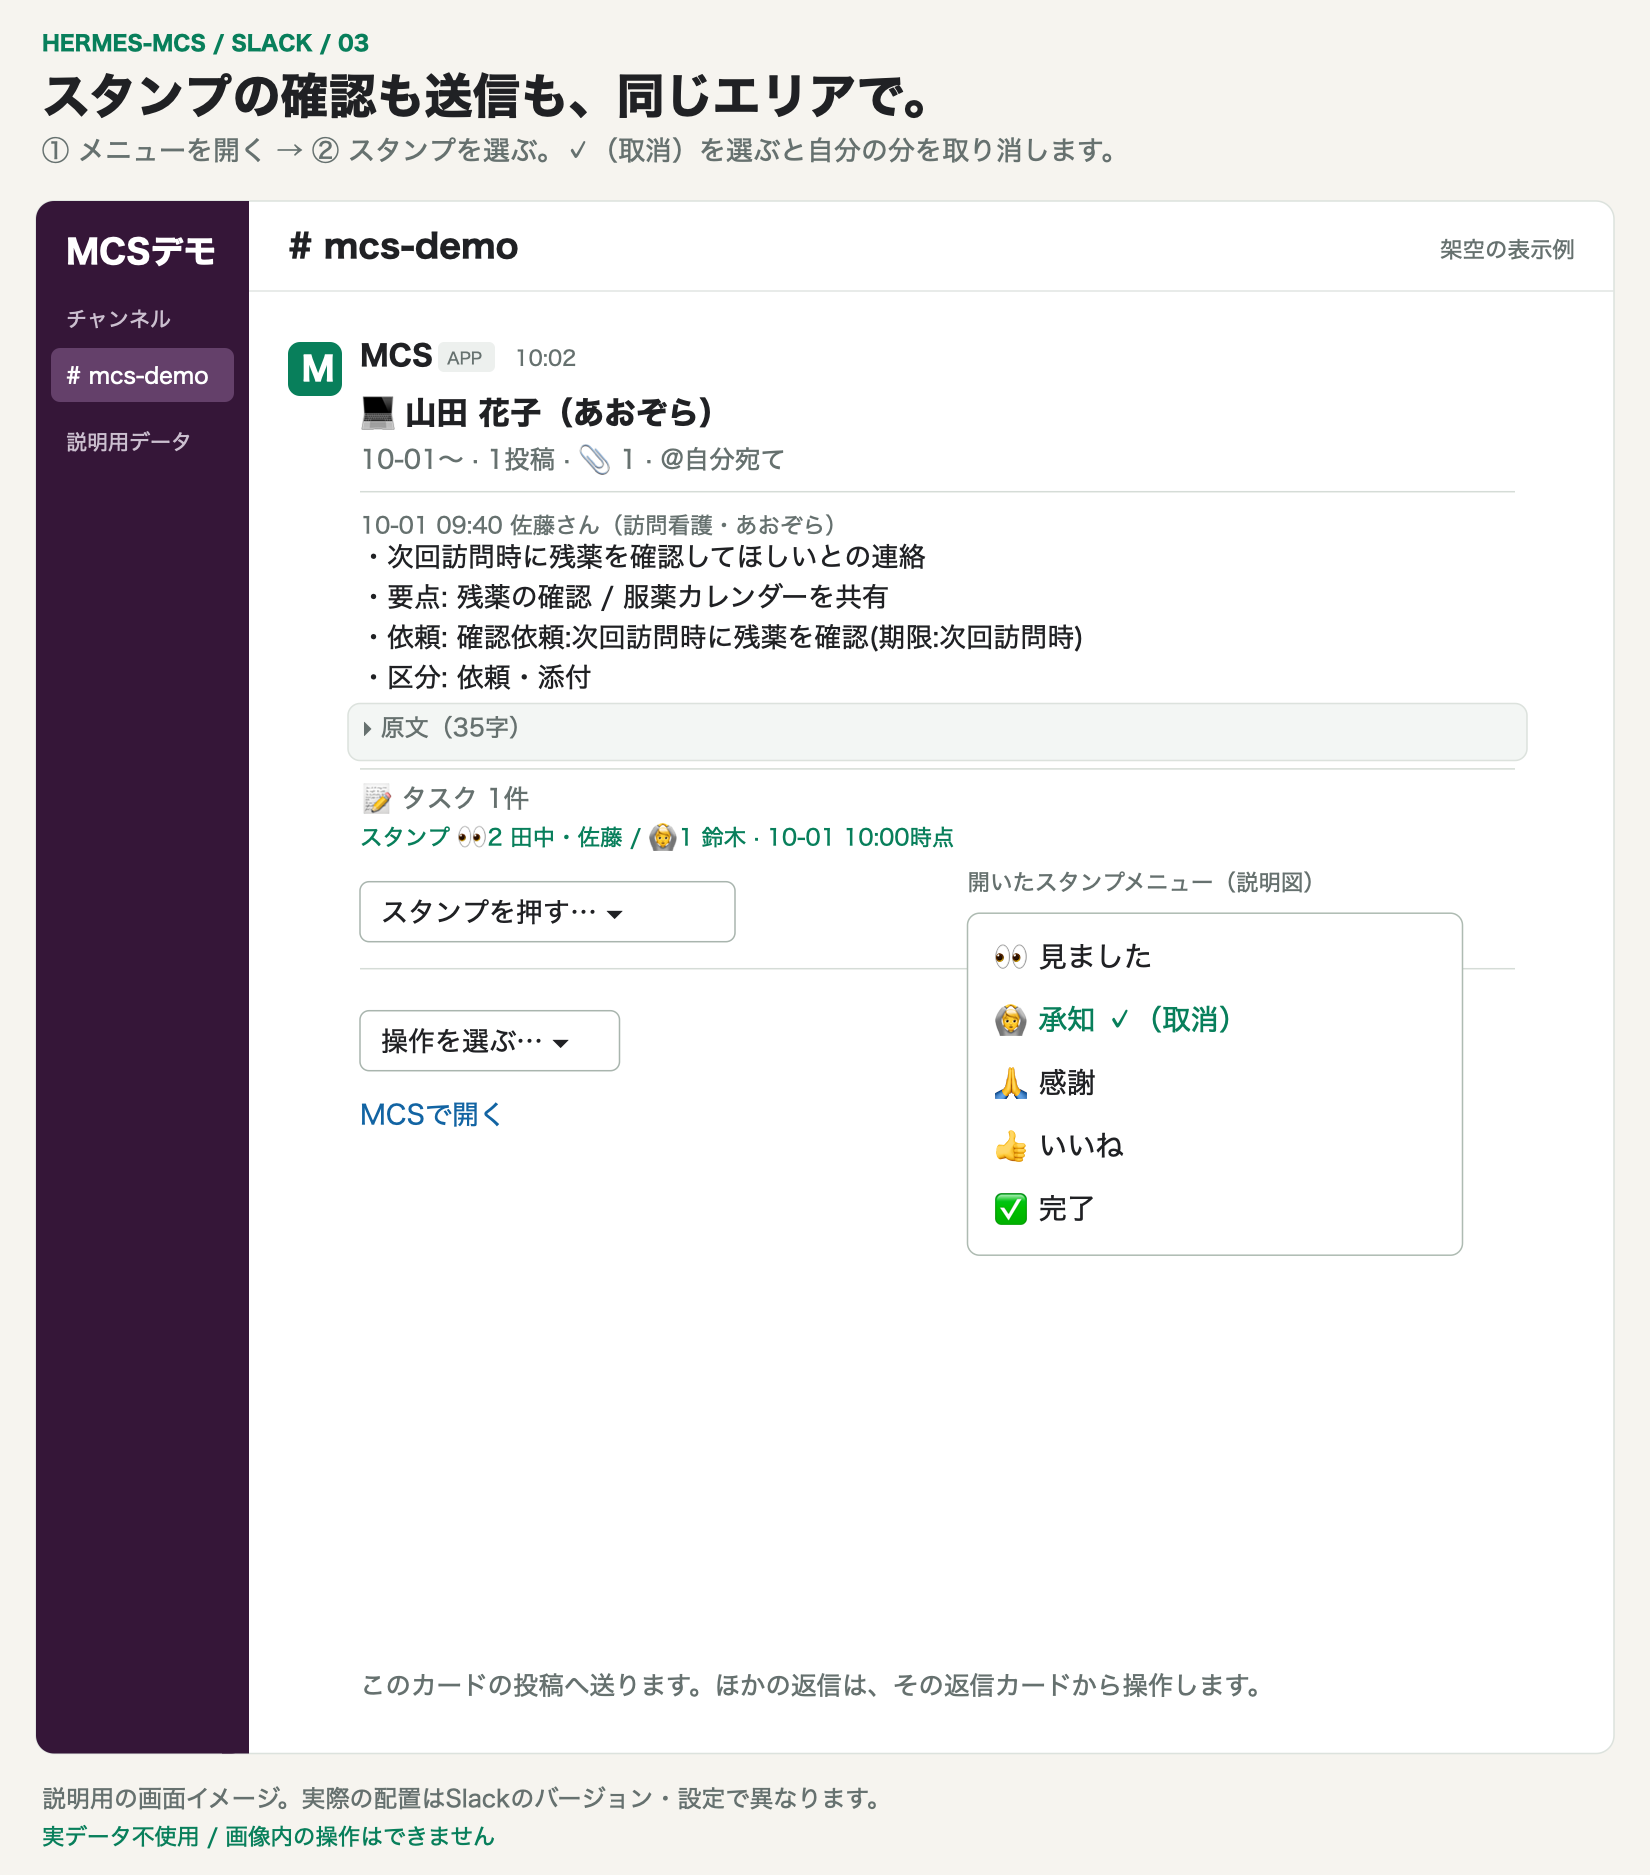 HERMES-MCS / SLACK / 03
スタンプの確認も送信も、同じエリアで。
① メニューを開く → ② スタンプを選ぶ。✓（取消）を選ぶと自分の分を取り消します。
MCSデモ
チャンネル
# mcs-demo
説明用データ
# mcs-demo
架空の表示例
M
MCS APP 10:02
💻 山田 花子（あおぞら）
10-01〜 · 1投稿 · 📎 1 · @自分宛て
10-01 09:40 佐藤さん（訪問看護・あおぞら）
・次回訪問時に残薬を確認してほしいとの連絡
・要点: 残薬の確認 / 服薬カレンダーを共有
・依頼: 確認依頼:次回訪問時に残薬を確認(期限:次回訪問時)
・区分: 依頼・添付
原文（35字）
📝 タスク 1件
スタンプ 👀2 田中・佐藤 / 🙆1 鈴木 · 10-01 10:00時点
スタンプを押す…
操作を選ぶ…
MCSで開く
開いたスタンプメニュー（説明図）
👀 見ました
🙆 承知 ✓（取消）
🙏 感謝
👍 いいね
✅ 完了
このカードの投稿へ送ります。ほかの返信は、その返信カードから操作します。
説明用の画面イメージ。実際の配置はSlackのバージョン・設定で異なります。
実データ不使用 / 画像内の操作はできません